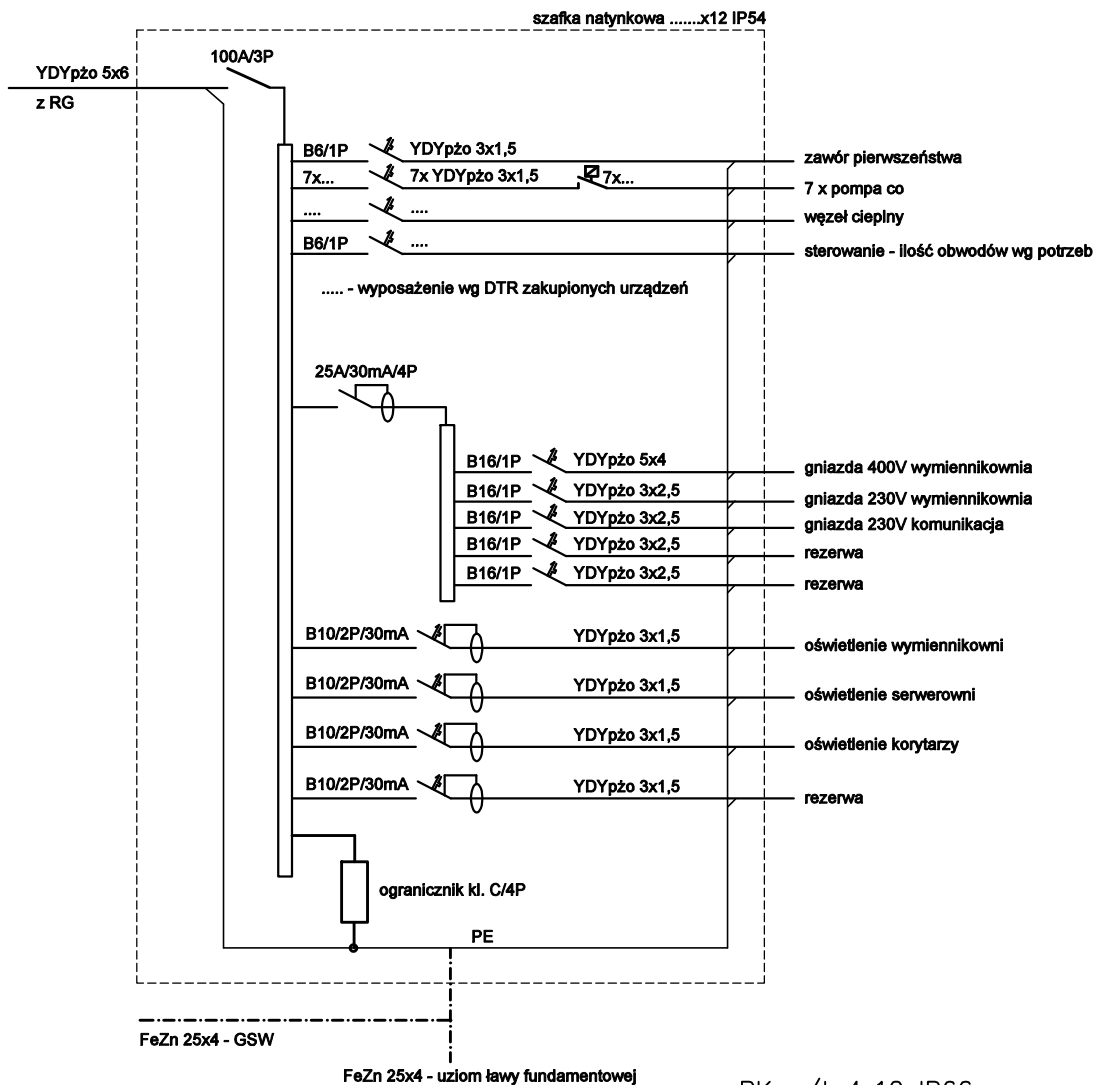 szafka natynkowa .......x12 IP54
100A/3P
YDYpżo 5x6
z RG
B6/1P YDYpżo 3x1,5 zawór pierwszeństwa
7x... 7x YDYpżo 3x1,5 7x... 7 x pompa co
.... .... węzeł cieplny
B6/1P .... sterowanie - ilość obwodów wg potrzeb
..... - wyposażenie wg DTR zakupionych urządzeń
25A/30mA/4P
B16/1P YDYpżo 5x4 gniazda 400V wymiennikownia
B16/1P YDYpżo 3x2,5 gniazda 230V wymiennikownia
B16/1P YDYpżo 3x2,5 gniazda 230V komunikacja
B16/1P YDYpżo 3x2,5 rezerwa
B16/1P YDYpżo 3x2,5 rezerwa
B10/2P/30mA YDYpżo 3x1,5 oświetlenie wymiennikowni
B10/2P/30mA YDYpżo 3x1,5 oświetlenie serwerowni
B10/2P/30mA YDYpżo 3x1,5 oświetlenie korytarzy
B10/2P/30mA YDYpżo 3x1,5 rezerwa
ogranicznik kl. C/4P
PE
FeZn 25x4 - GSW
FeZn 25x4 - uziom ławy fundamentowej